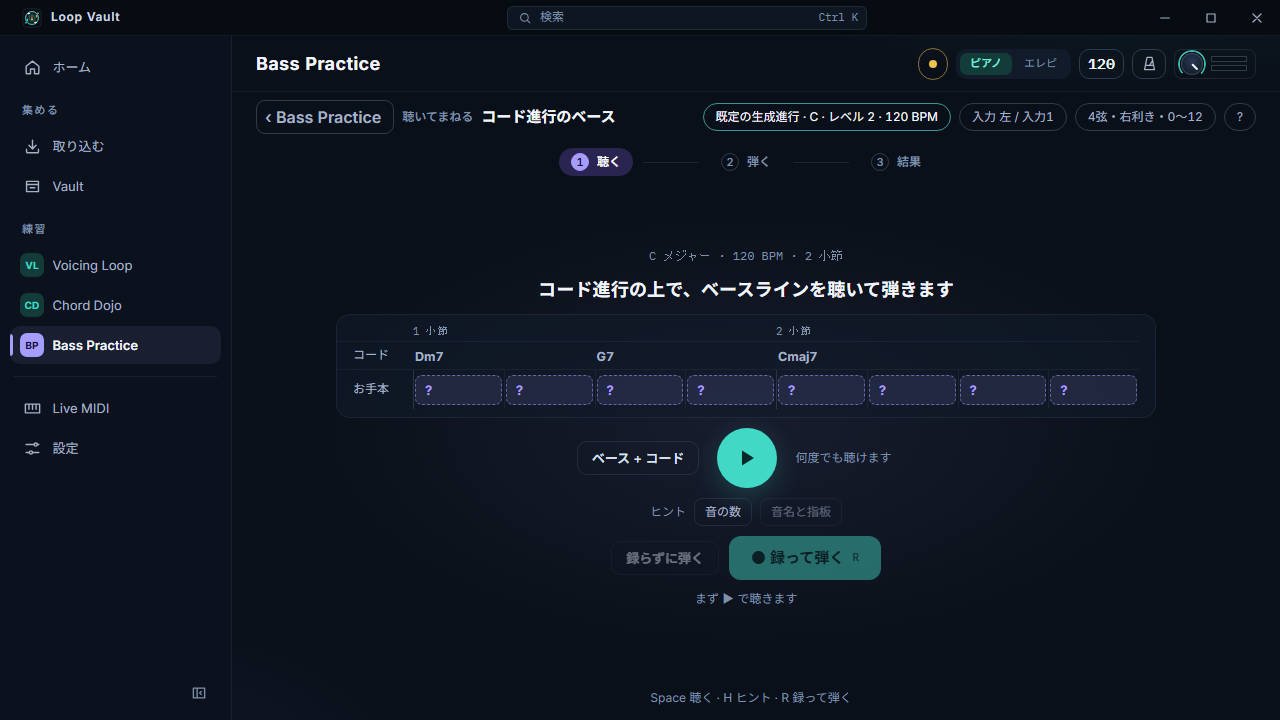 Loop Vault
検索
Ctrl K
ホーム
集める
取り込む
Vault
練習
VL Voicing Loop
CD Chord Dojo
BP Bass Practice
Live MIDI
設定
Bass Practice
ピアノ
エレピ
120
‹ Bass Practice
聴いてまねる
コード進行のベース
既定の生成進行 · C · レベル 2 · 120 BPM
入力 左 / 入力1
4弦・右利き・0〜12
?
1 聴く
2 弾く
3 結果
C メジャー · 120 BPM · 2 小節
コード進行の上で、ベースラインを聴いて弾きます
1 小節
2 小節
コード
Dm7
G7
Cmaj7
お手本
? ? ? ? ? ? ? ?
ベース + コード
何度でも聴けます
ヒント
音の数
音名と指板
録らずに弾く
● 録って弾く R
まず ▶ で聴きます
Space 聴く · H ヒント · R 録って弾く